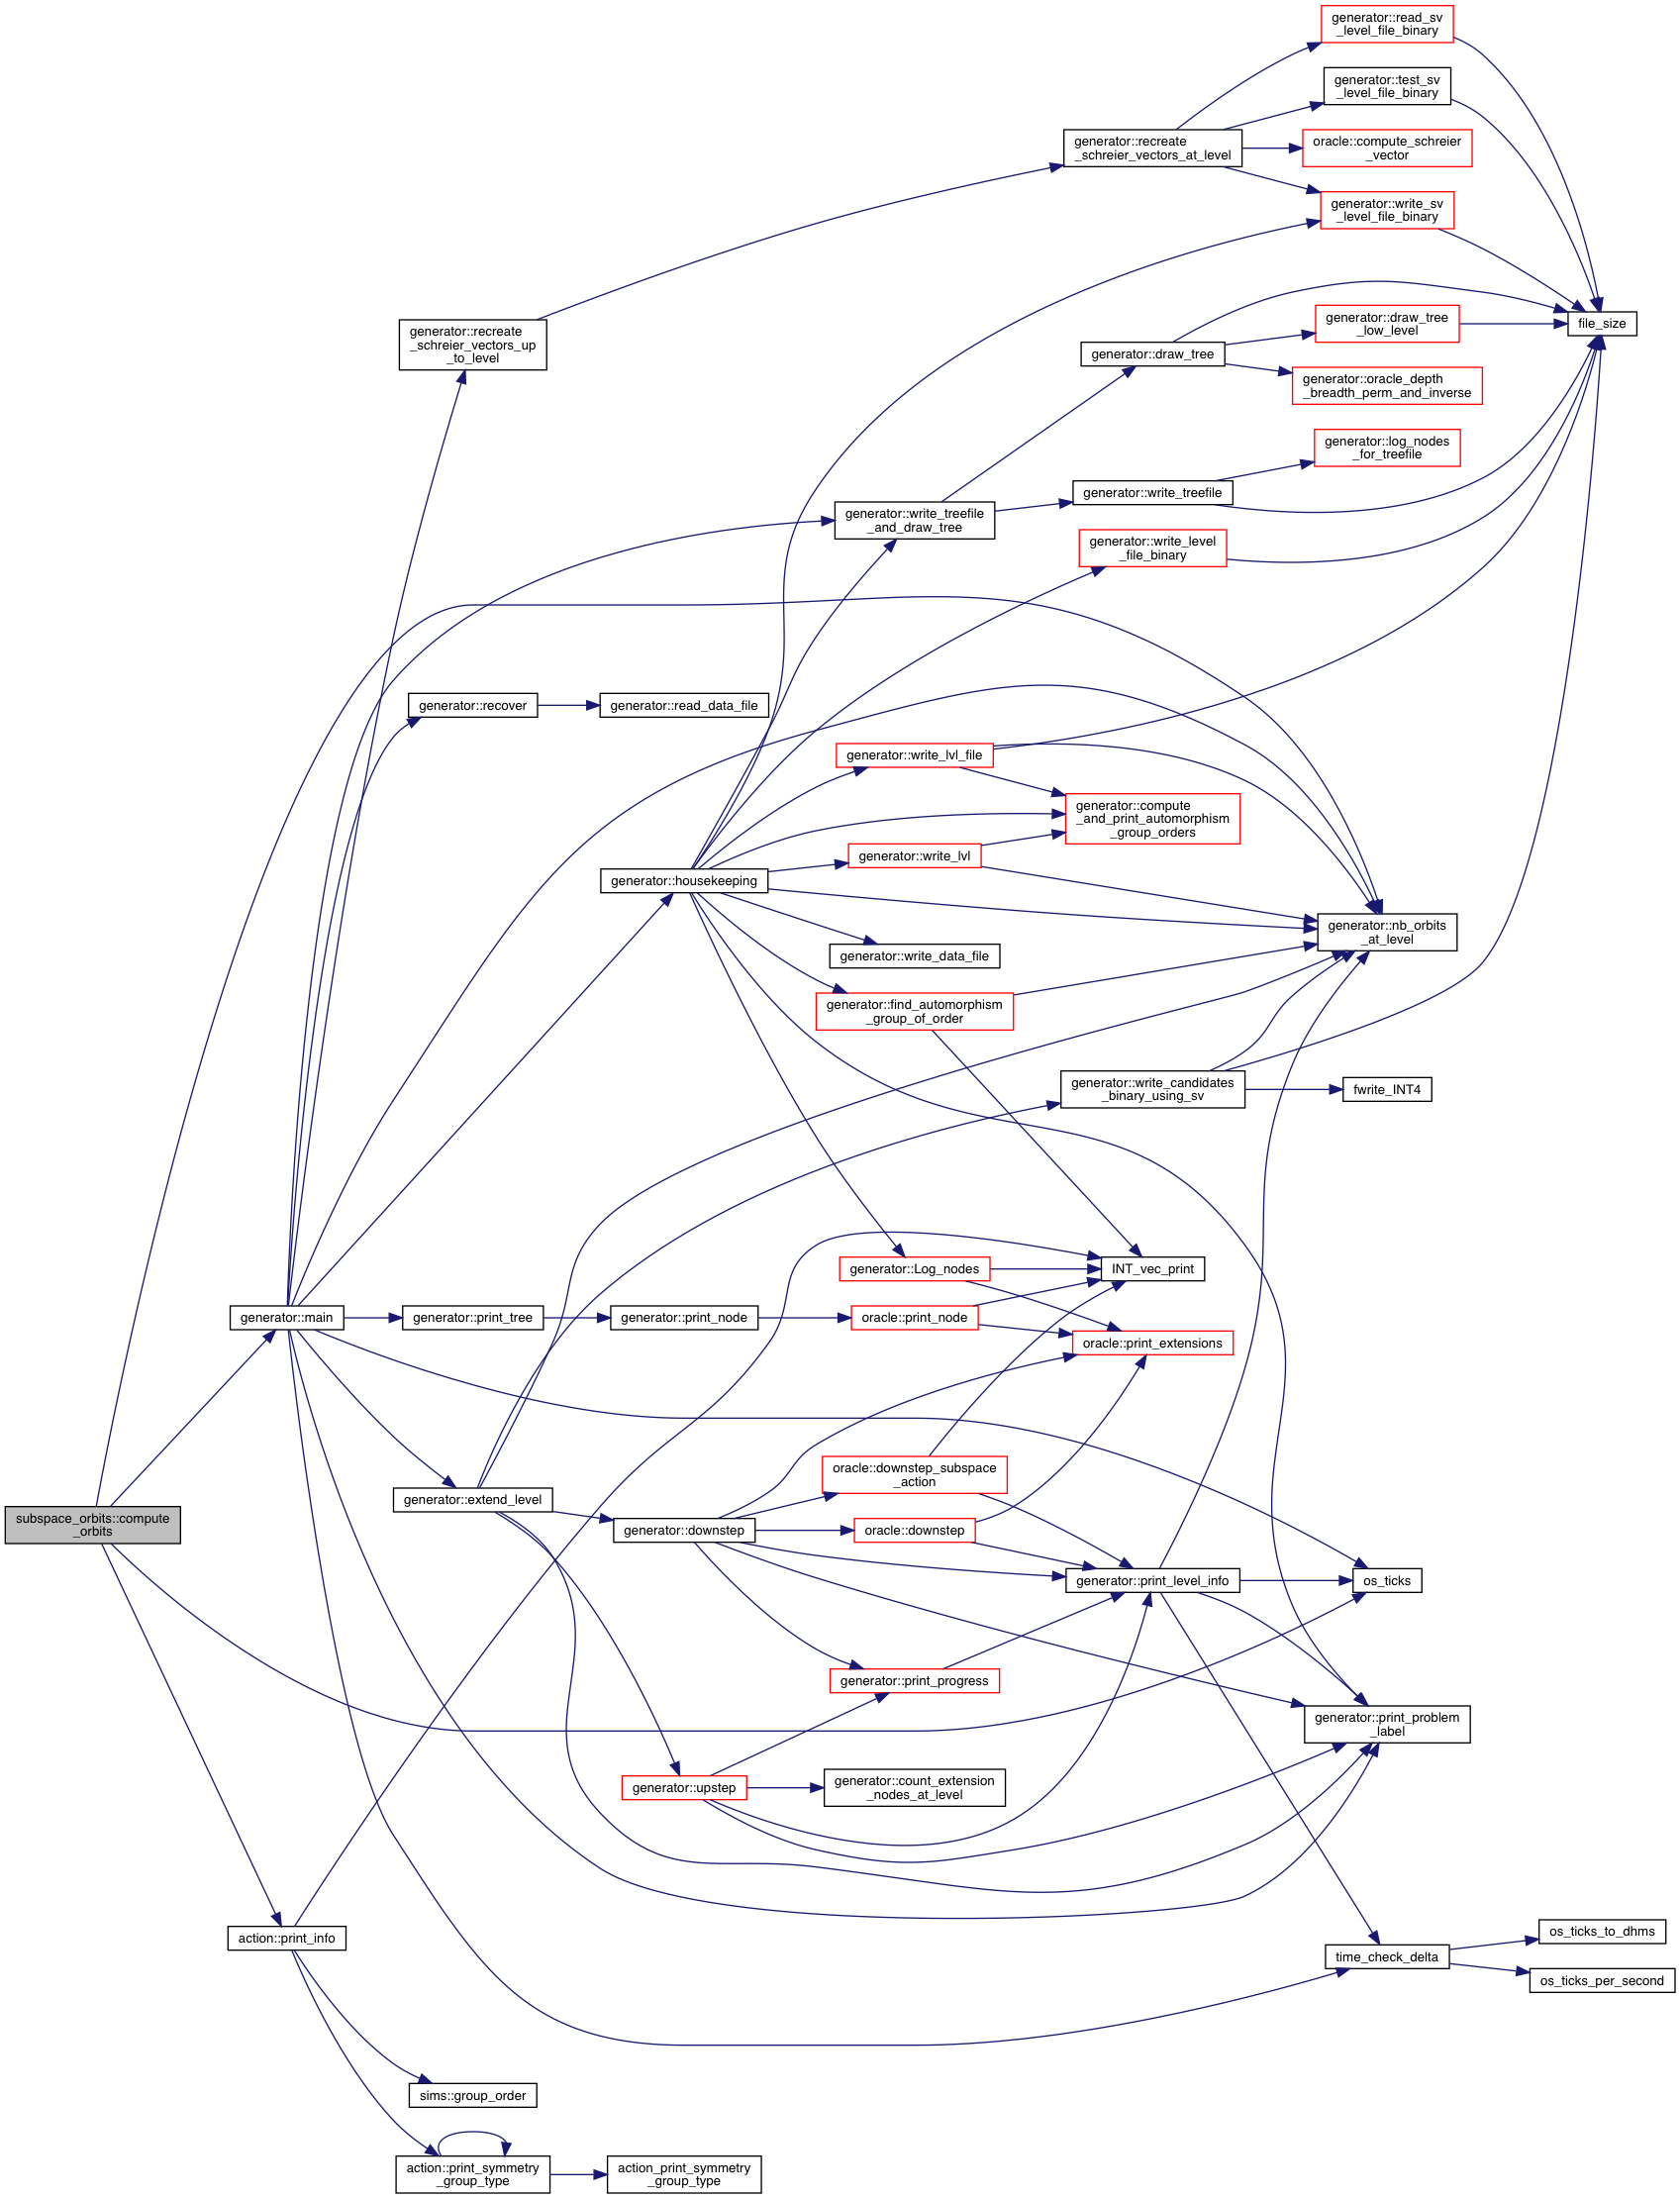 generator::read_sv
_level_file_binary
generator::test_sv
_level_file_binary
generator::recreate
_schreier_vectors_at_level
oracle::compute_schreier
_vector
generator::write_sv
_level_file_binary
file_size
generator::recreate
_schreier_vectors_up
_to_level
generator::draw_tree
_low_level
generator::draw_tree
generator::oracle_depth
_breadth_perm_and_inverse
generator::log_nodes
_for_treefile
generator::write_treefile
generator::write_treefile
_and_draw_tree
generator::write_level
_file_binary
generator::recover
generator::read_data_file
generator::write_lvl_file
generator::compute
_and_print_automorphism
_group_orders
generator::write_lvl
generator::housekeeping
generator::nb_orbits
_at_level
generator::write_data_file
generator::find_automorphism
_group_of_order
generator::write_candidates
_binary_using_sv
fwrite_INT4
generator::Log_nodes
INT_vec_print
generator::main
generator::print_tree
generator::print_node
oracle::print_node
oracle::print_extensions
oracle::downstep_subspace
_action
generator::extend_level
subspace_orbits::compute
_orbits
generator::downstep
oracle::downstep
generator::print_level_info
os_ticks
generator::print_progress
generator::print_problem
_label
generator::upstep
generator::count_extension
_nodes_at_level
action::print_info
time_check_delta
os_ticks_to_dhms
os_ticks_per_second
sims::group_order
action::print_symmetry
_group_type
action_print_symmetry
_group_type